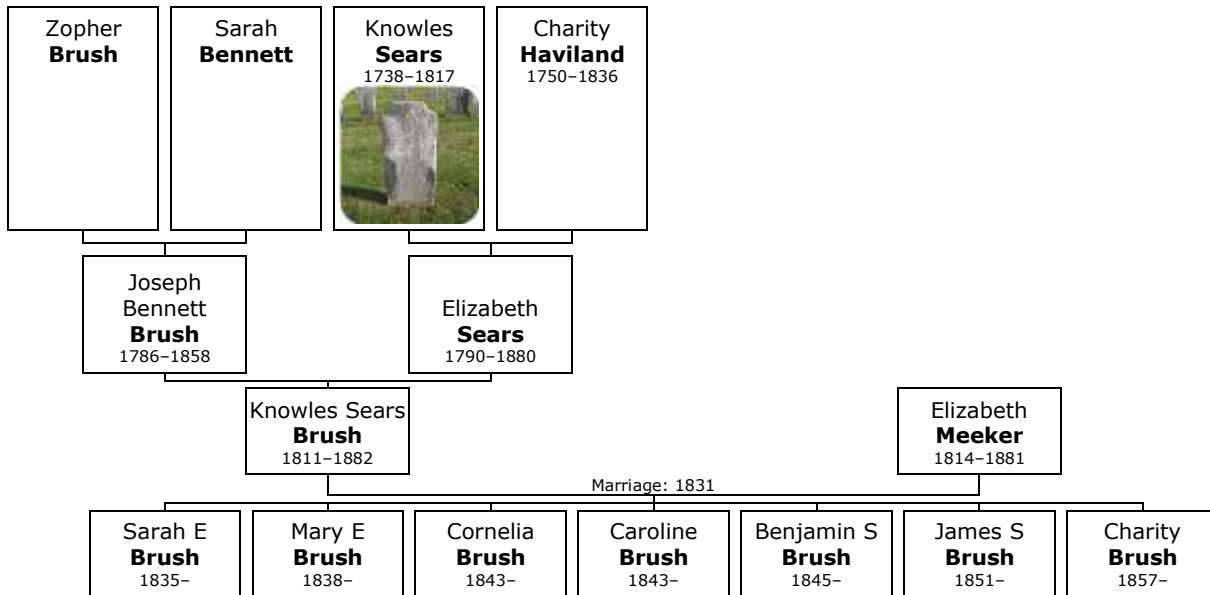 Zopher
Brush
Sarah
Bennett
Knowles
Sears
1738–1817
Charity
Haviland
1750–1836
Joseph
Bennett
Brush
1786–1858
Elizabeth
Sears
1790–1880
Knowles Sears
Brush
1811–1882
Elizabeth
Meeker
1814–1881
Marriage: 1831
Sarah E
Brush
1835–
Mary E
Brush
1838–
Cornelia
Brush
1843–
Caroline
Brush
1843–
Benjamin S
Brush
1845–
James S
Brush
1851–
Charity
Brush
1857–